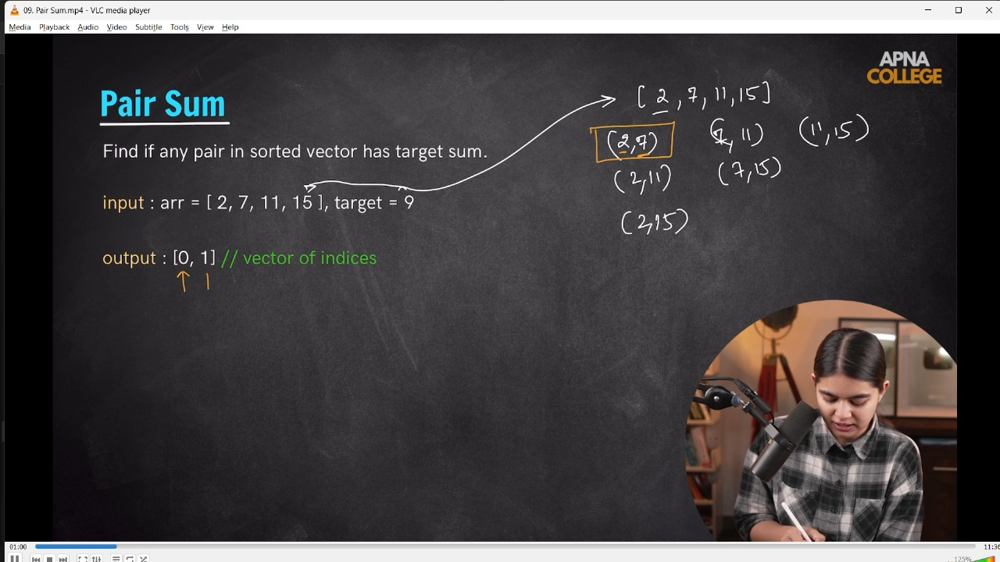 09. Pair Sum.mp4 - VLC media player
Media Playback Audio Video Subtitle Tools View Help
APNA
COLLEGE
Pair Sum
[2, 7, 11, 15]
(2,7) (7, 11) (11, 15)
Find if any pair in sorted vector has target sum.
(2,11) (7,15)
input : arr = [ 2, 7, 11, 15 ], target = 9
(2,15)
output : [0, 1] // vector of indices
01:00
125%